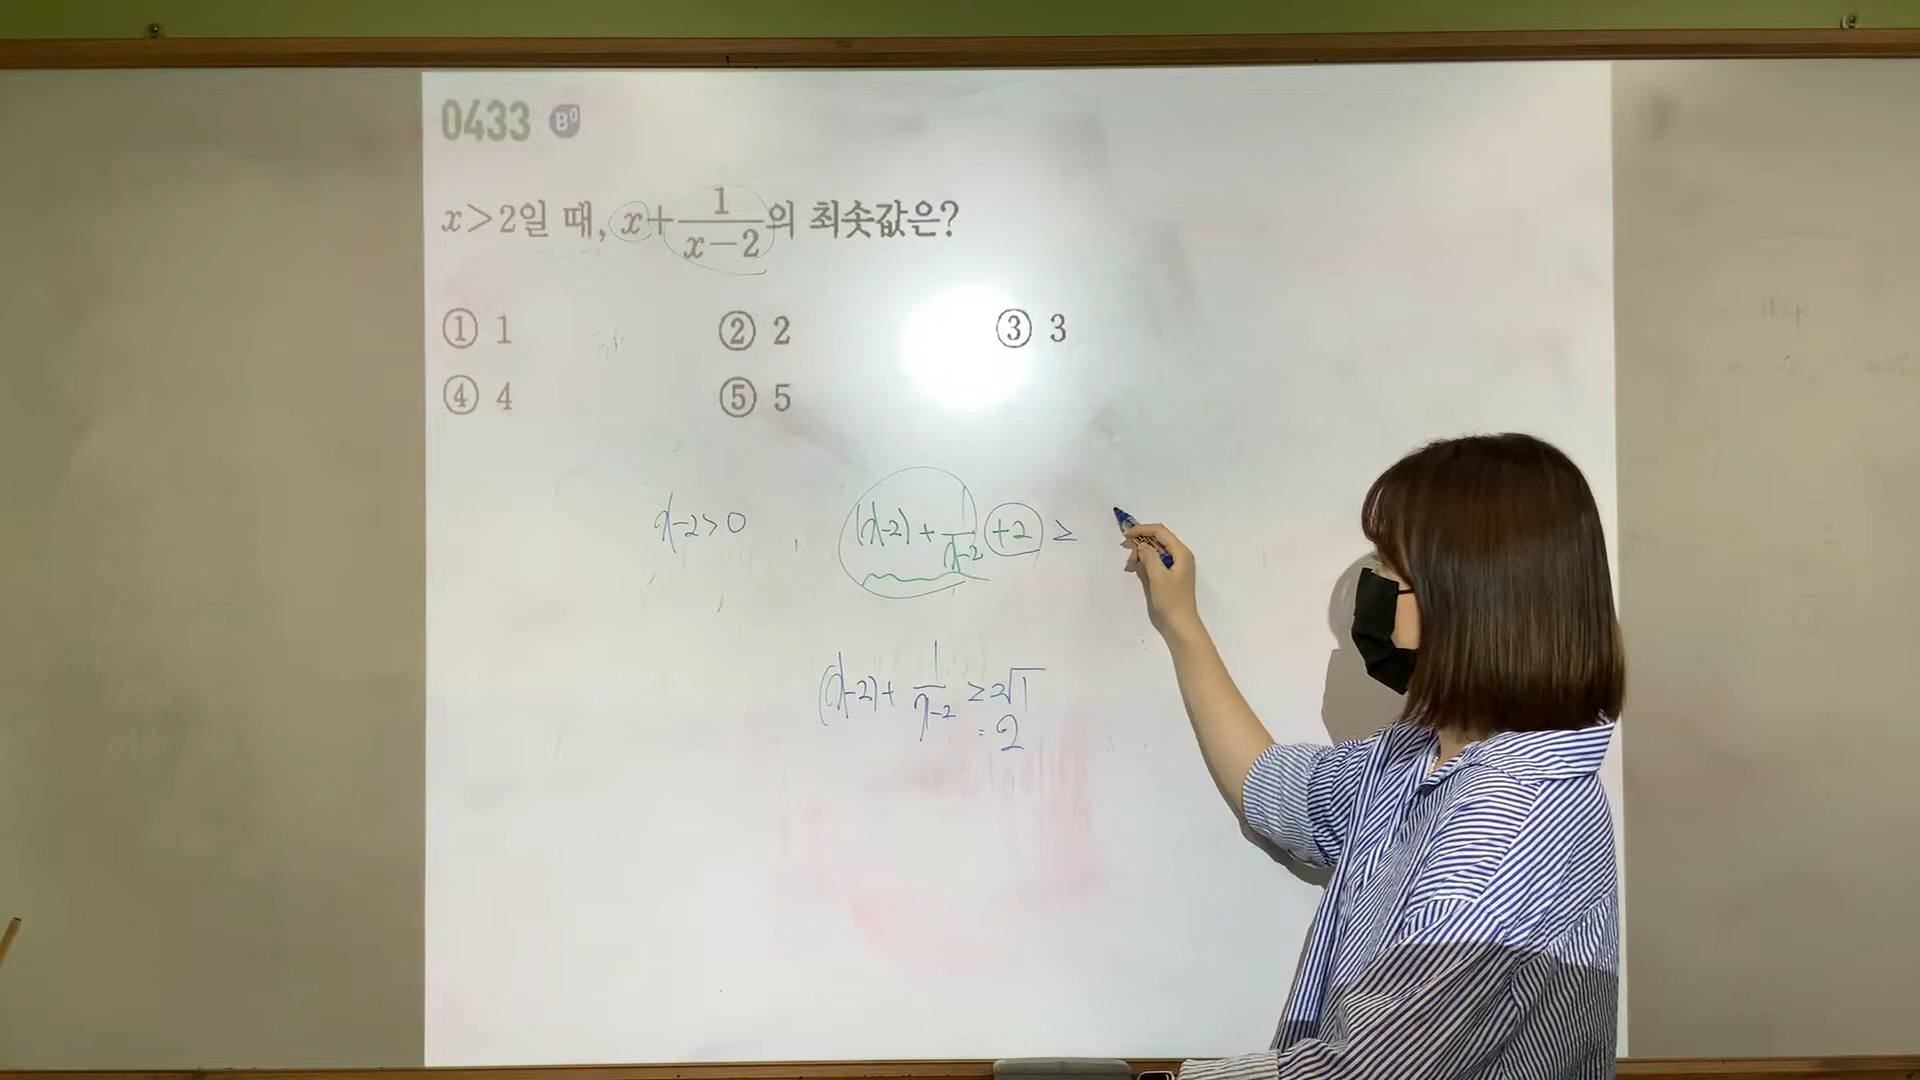 0433 B⁰
x>2일 때, x+1/(x-2)의 최솟값은?
① 1 ② 2 ③ 3
④ 4 ⑤ 5
x-2>0 , (x-2)+1/(x-2) +2 ≥
(x-2)+ 1/(x-2) ≥2√1
= 2